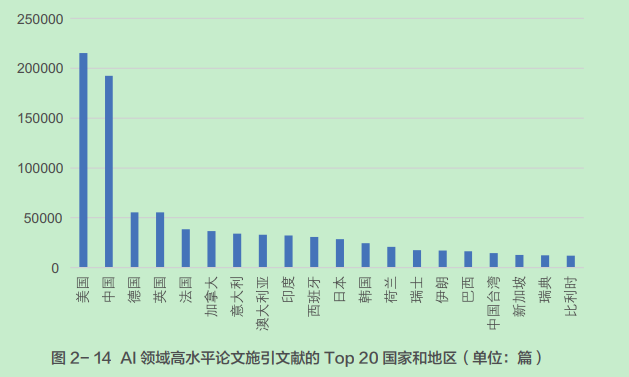 250000
200000
150000
100000
50000
0
美国
中国
德国
英国
法国
加拿大
意大利
澳大利亚
印度
西班牙
日本
韩国
荷兰
瑞士
伊朗
巴西
中国台湾
新加坡
瑞典
比利时
图 2- 14 AI 领域高水平论文施引文献的 Top 20 国家和地区（单位：篇）